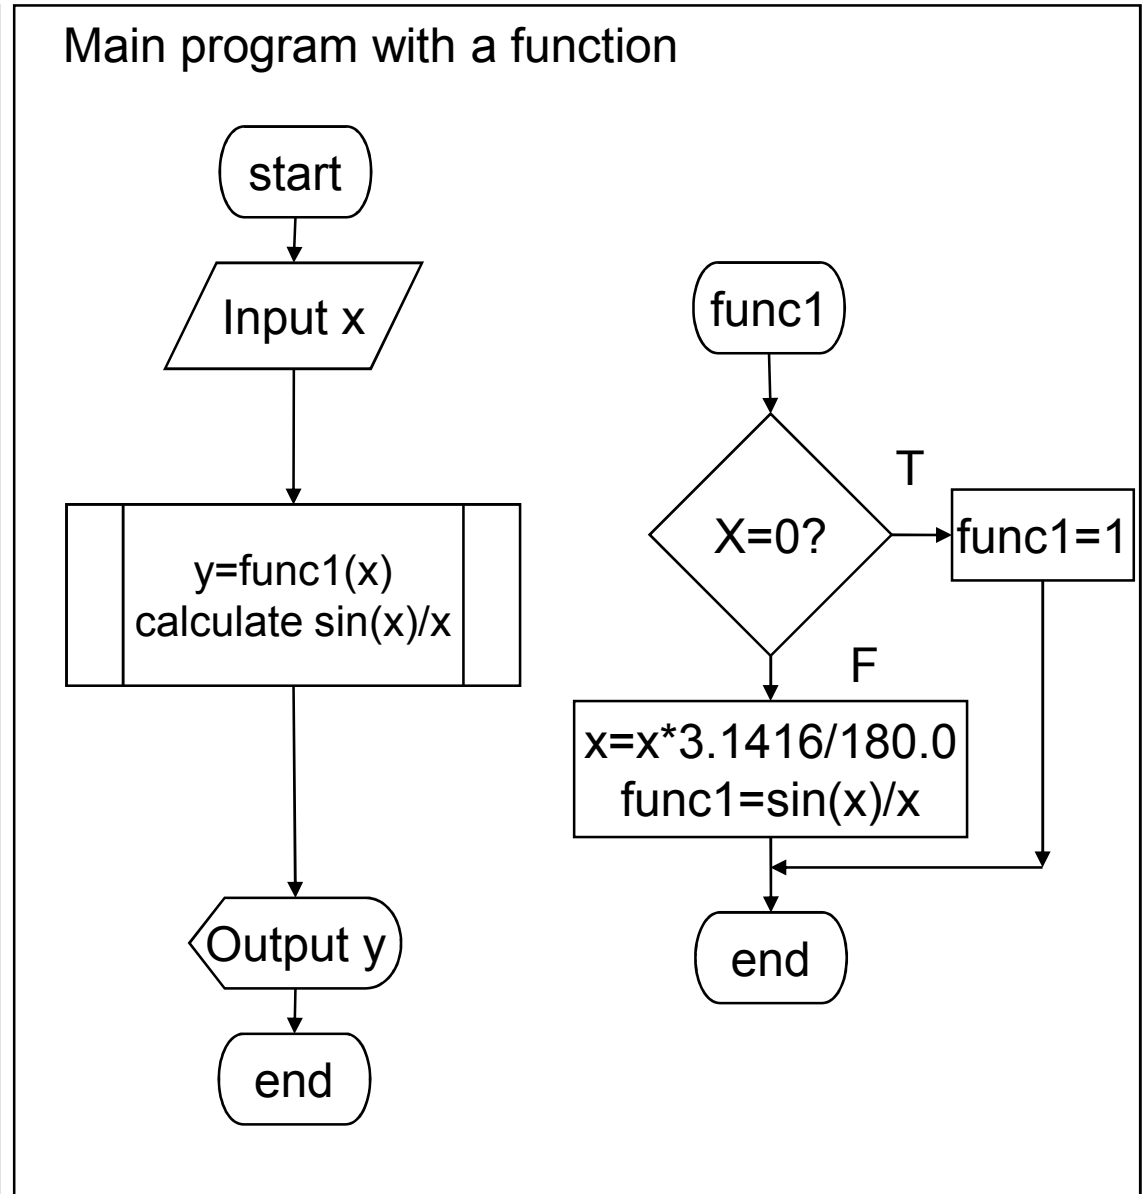 Main program with a function
start
Input x
y=func1(x)
calculate sin(x)/x
Output y
end
func1
X=0?
T
func1=1
F
x=x*3.1416/180.0
func1=sin(x)/x
end